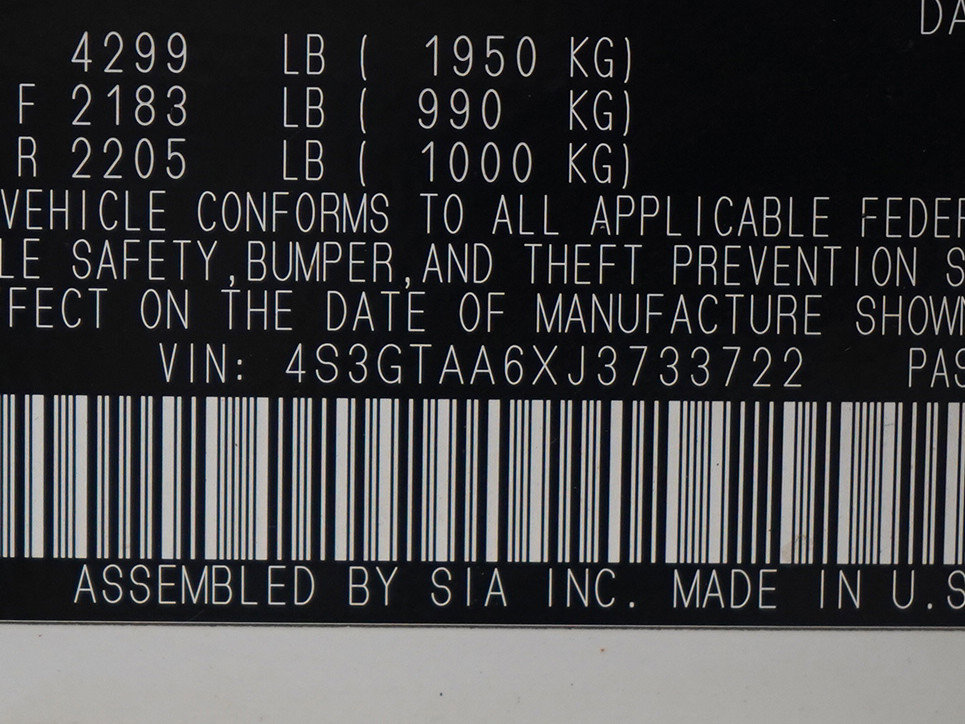 DA
4299 LB ( 1950 KG)
F 2183 LB ( 990 KG)
R 2205 LB ( 1000 KG)
VEHICLE CONFORMS TO ALL APPLICABLE FEDER
LE SAFETY,BUMPER,AND THEFT PREVENTION S
FECT ON THE DATE OF MANUFACTURE SHOWN
VIN: 4S3GTAA6XJ3733722 PAS
ASSEMBLED BY SIA INC. MADE IN U.S